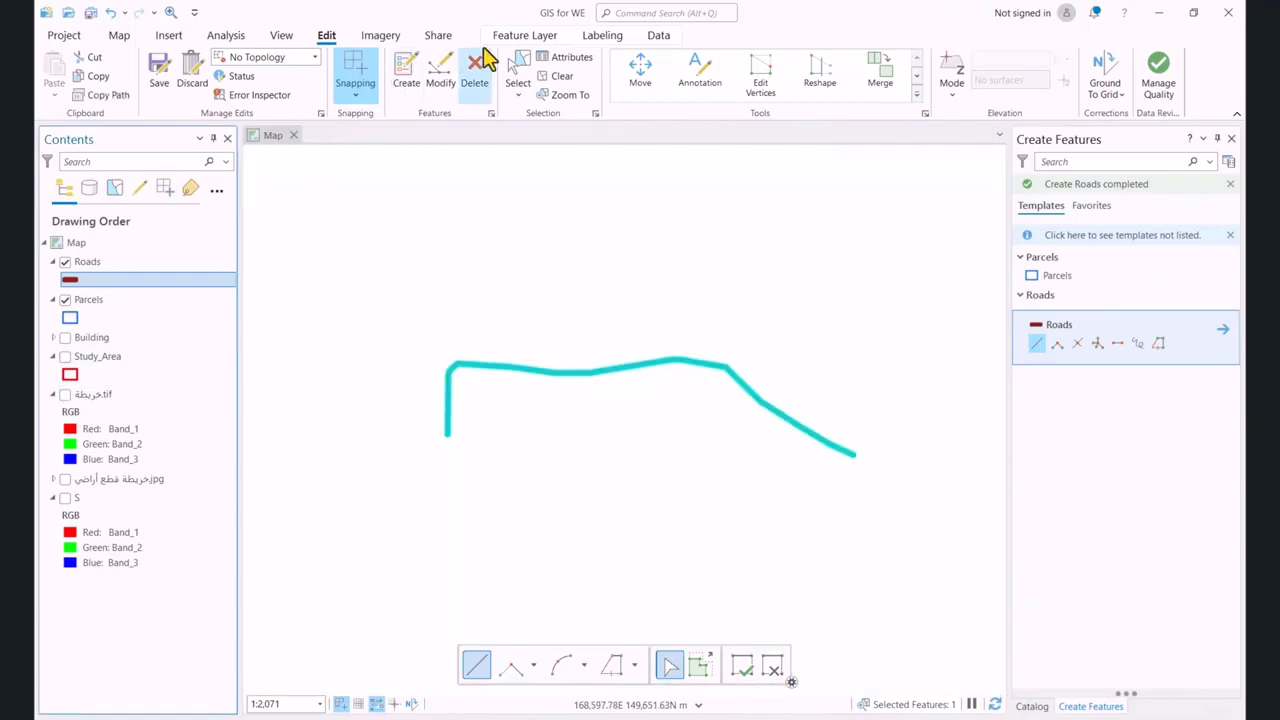 GIS for WE
Command Search (Alt+Q)
Not signed in
?
Project
Map
Insert
Analysis
View
Edit
Imagery
Share
Feature Layer
Labeling
Data
Paste
Cut
Copy
Copy Path
Clipboard
Save
Discard
No Topology
Status
Error Inspector
Manage Edits
Snapping
Snapping
Create
Modify
Delete
Features
Select
Attributes
Clear
Zoom To
Selection
Move
Annotation
Edit
Vertices
Reshape
Merge
Tools
Mode
No surfaces
Elevation
Ground
To Grid
Corrections
Manage
Quality
Data Revi...
Contents
Search
Drawing Order
Map
Roads
Parcels
Building
Study_Area
خريطة.tif
RGB
Red: Band_1
Green: Band_2
Blue: Band_3
خريطة قطع أراضي.jpg
S
RGB
Red: Band_1
Green: Band_2
Blue: Band_3
Map
1:2,071
168,597.78E 149,651.63N m
Selected Features: 1
Create Features
?
Search
Create Roads completed
Templates
Favorites
Click here to see templates not listed.
Parcels
Parcels
Roads
Roads
Catalog
Create Features